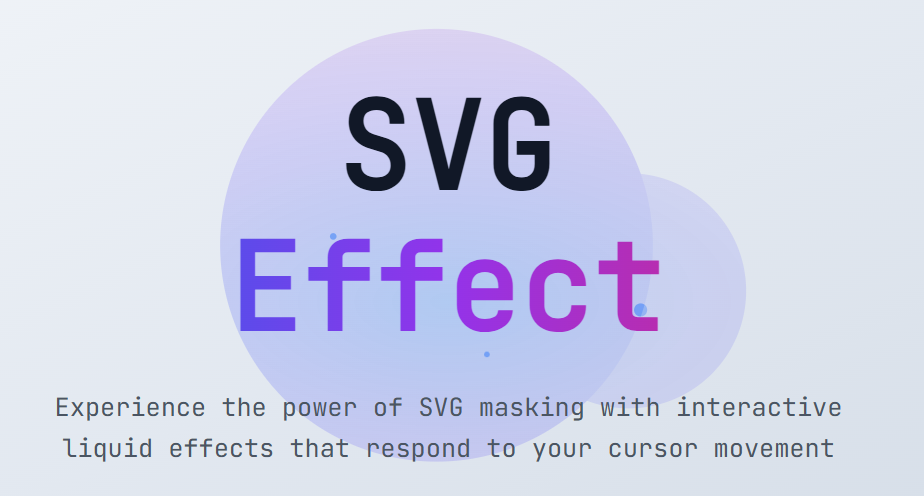 SVG
Effect
Experience the power of SVG masking with interactive
liquid effects that respond to your cursor movement